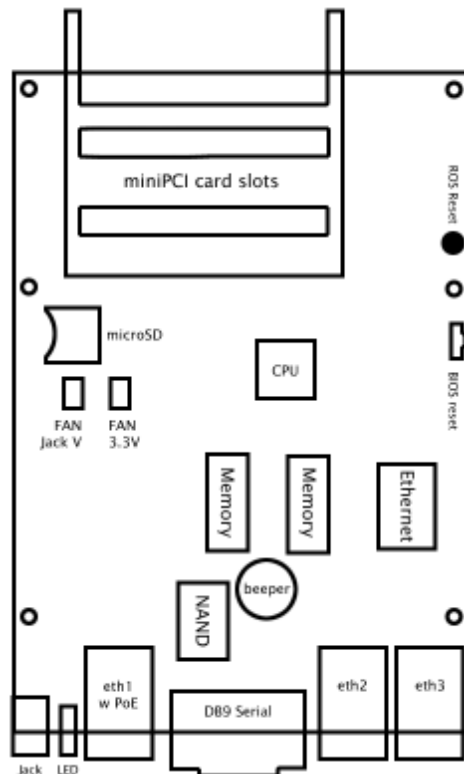 miniPCI card slots
ROS Reset
microSD
CPU
BIOS reset
FAN
Jack V
FAN
3.3V
Memory
Memory
Ethernet
beeper
NAND
eth1
w PoE
DB9 Serial
eth2
eth3
Jack
LED